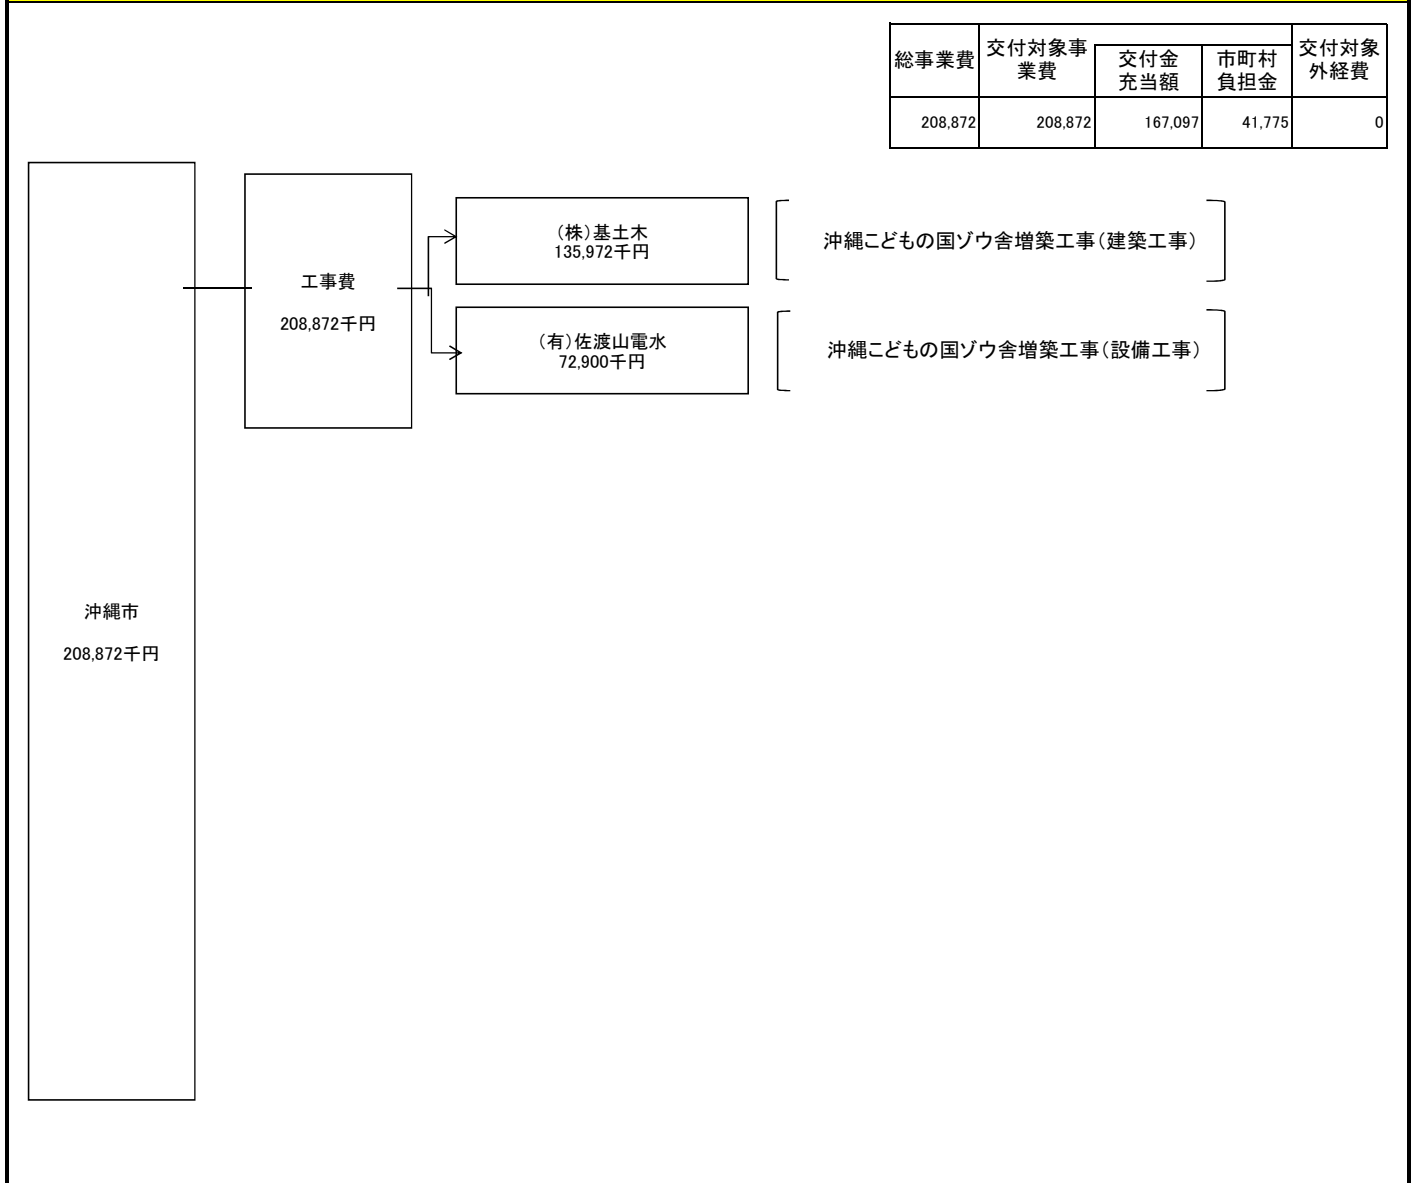 総事業費
交付対象事
業費
交付金
充当額
市町村
負担金
交付対象
外経費
208,872
208,872
167,097
41,775
0
(株)基土木
135,972千円
沖縄こどもの国ゾウ舎増築工事(建築工事)
工事費
208,872千円
(有)佐渡山電水
72,900千円
沖縄こどもの国ゾウ舎増築工事(設備工事)
沖縄市
208,872千円